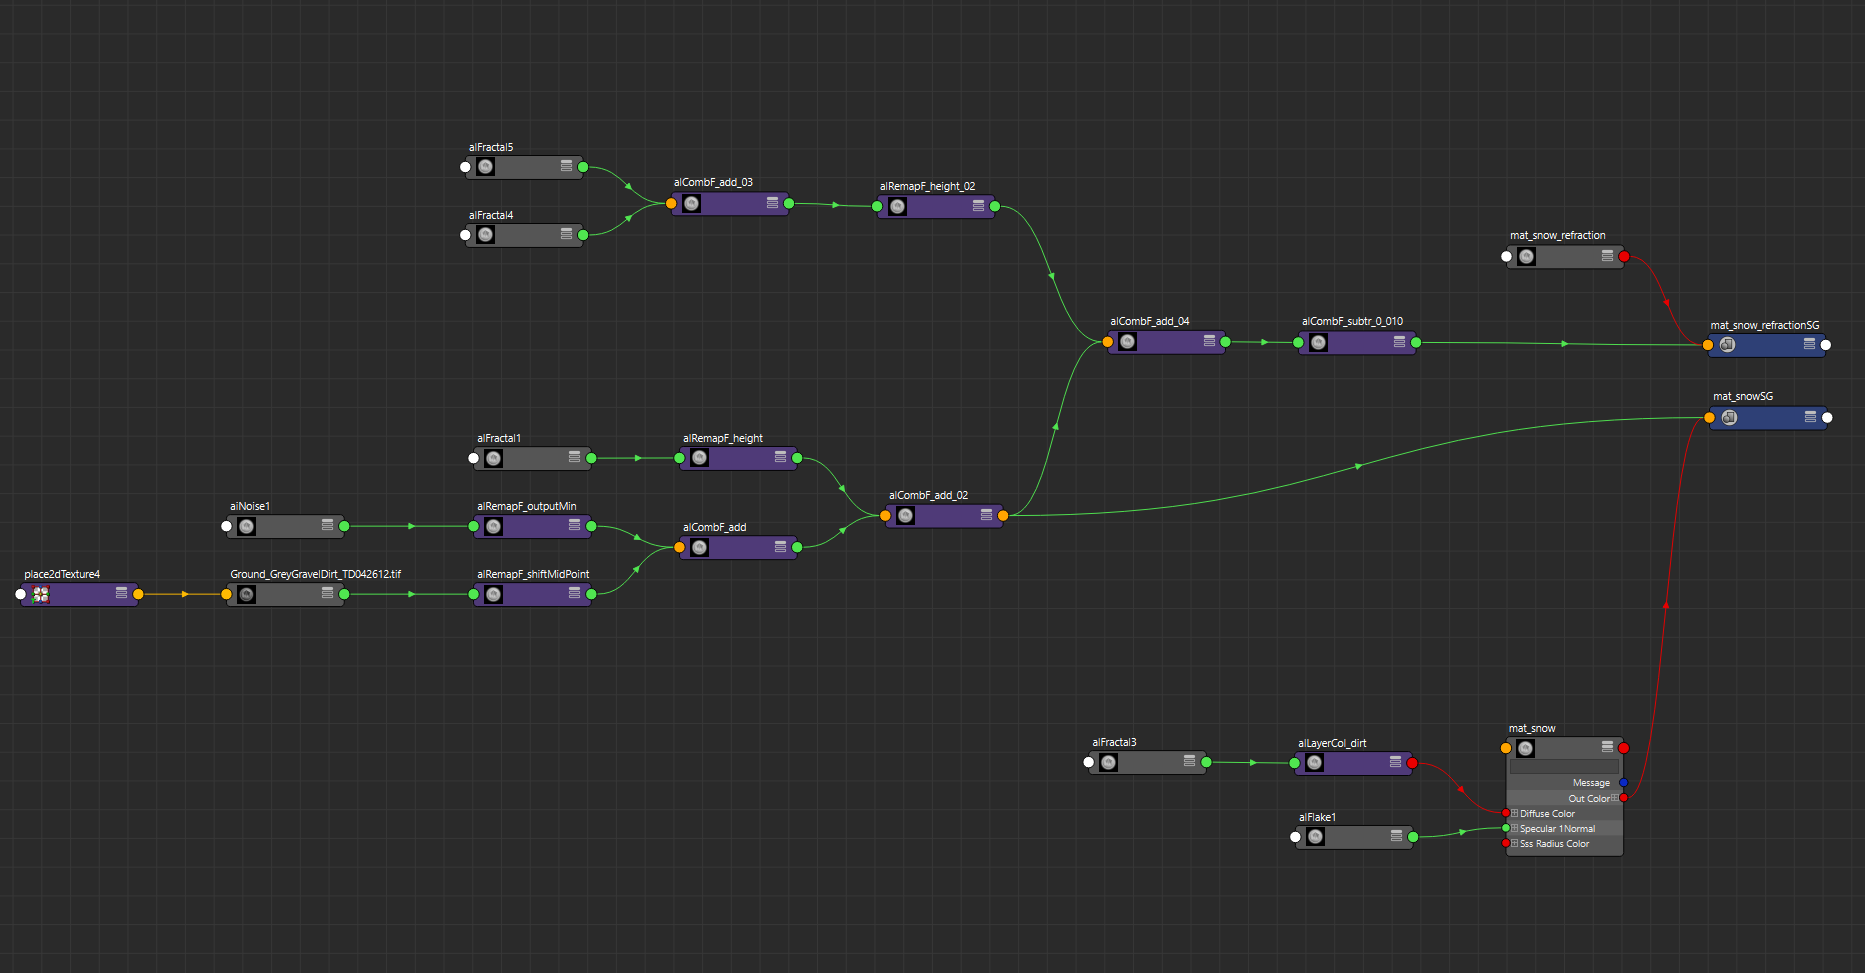 alFractal5
alCombF_add_03
alRemapF_height_02
alFractal4
mat_snow_refraction
alCombF_add_04
alCombF_subtr_0_010
mat_snow_refractionSG
mat_snowSG
alFractal1
alRemapF_height
alCombF_add_02
aiNoise1
alRemapF_outputMin
alCombF_add
place2dTexture4
Ground_GreyGravelDirt_TD042612.tif
alRemapF_shiftMidPoint
mat_snow
alFractal3
alLayerCol_dirt
Message
Out Color
Diffuse Color
alFlake1
Specular 1Normal
Sss Radius Color